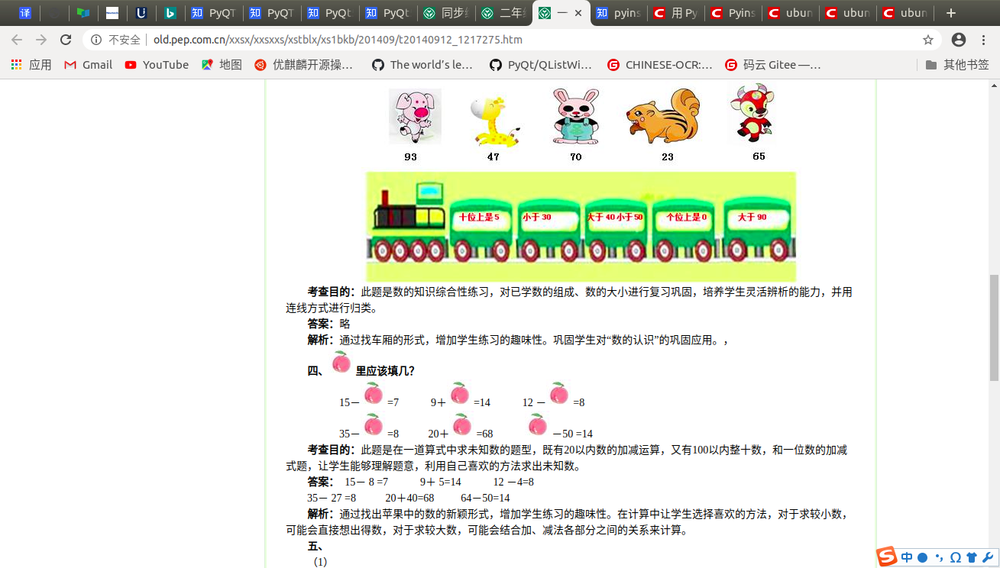 PyQT PyQT PyQt PyQt 同步 二年 一 pyins 用 Py Pyins ubun ubun ubun
不安全 old.pep.com.cn/xxsx/xxsxxs/xstblx/xs1bkb/201409/t20140912_1217275.htm
应用 Gmail YouTube 地图 优麒麟开源操... The world's le... PyQt/QListWi... CHINESE-OCR:... 码云 Gitee —... 其他书签
93 47 70 23 65
十位上是 5 小于 30 大于 40 小于 50 个位上是 0 大于 90
考查目的：此题是数的知识综合性练习，对已学数的组成、数的大小进行复习巩固，培养学生灵活辨析的能力，并用
连线方式进行归类。
答案：略
解析：通过找车厢的形式，增加学生练习的趣味性。巩固学生对“数的认识”的巩固应用。，
四、 里应该填几？
15－ =7 9＋ =14 12 － =8
35－ =8 20＋ =68 －50 =14
考查目的：此题是在一道算式中求未知数的题型，既有20以内数的加减运算，又有100以内整十数，和一位数的加减
式题，让学生能够理解题意，利用自己喜欢的方法求出未知数。
答案： 15－ 8 =7 9＋ 5=14 12 －4=8
35－ 27 =8 20＋40=68 64－50=14
解析：通过找出苹果中的数的新颖形式，增加学生练习的趣味性。在计算中让学生选择喜欢的方法，对于求较小数，
可能会直接想出得数，对于求较大数，可能会结合加、减法各部分之间的关系来计算。
五、
（1）
中